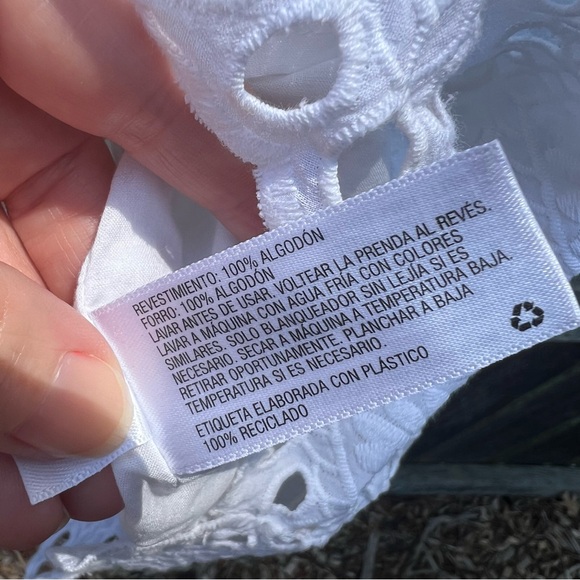 REVESTIMIENTO: 100% ALGODÓN
FORRO: 100% ALGODÓN
LAVAR ANTES DE USAR. VOLTEAR LA PRENDA AL REVÉS.
LAVAR A MÁQUINA CON AGUA FRÍA CON COLORES
SIMILARES. SOLO BLANQUEADOR SIN LEJÍA SI ES
NECESARIO. SECAR A MÁQUINA A TEMPERATURA BAJA.
RETIRAR OPORTUNAMENTE. PLANCHAR A BAJA
TEMPERATURA SI ES NECESARIO.
ETIQUETA ELABORADA CON PLÁSTICO
100% RECICLADO